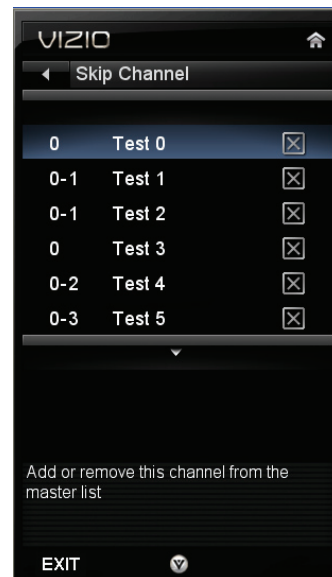 VIZIO
Skip Channel
0 Test 0
0-1 Test 1
0-1 Test 2
0 Test 3
0-2 Test 4
0-3 Test 5
Add or remove this channel from the
master list
EXIT